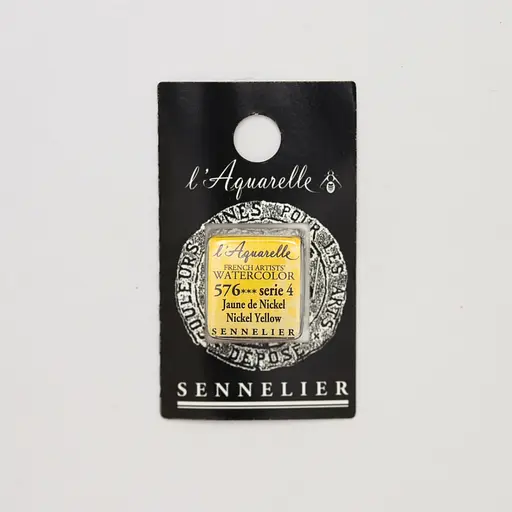 l'Aquarelle
COULEURS FINES POUR LES ARTS
l'Aquarelle
FRENCH ARTISTS'
WATERCOLOR
576*** serie 4
Jaune de Nickel
Nickel Yellow
SENNELIER
DEPOSE
SENNELIER